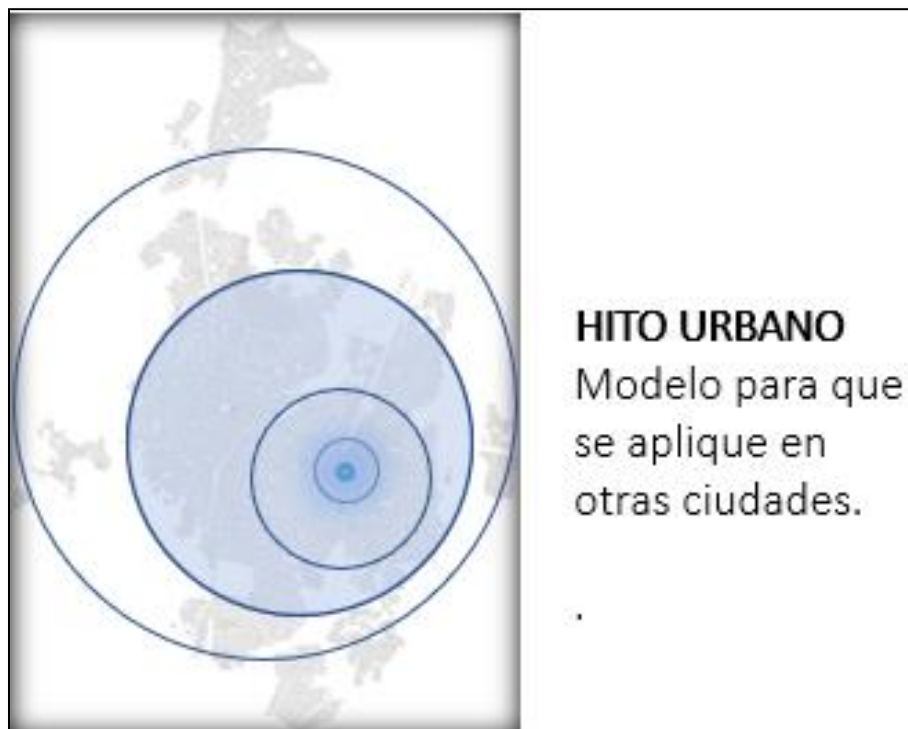 HITO URBANO
Modelo para que
se aplique en
otras ciudades.
.